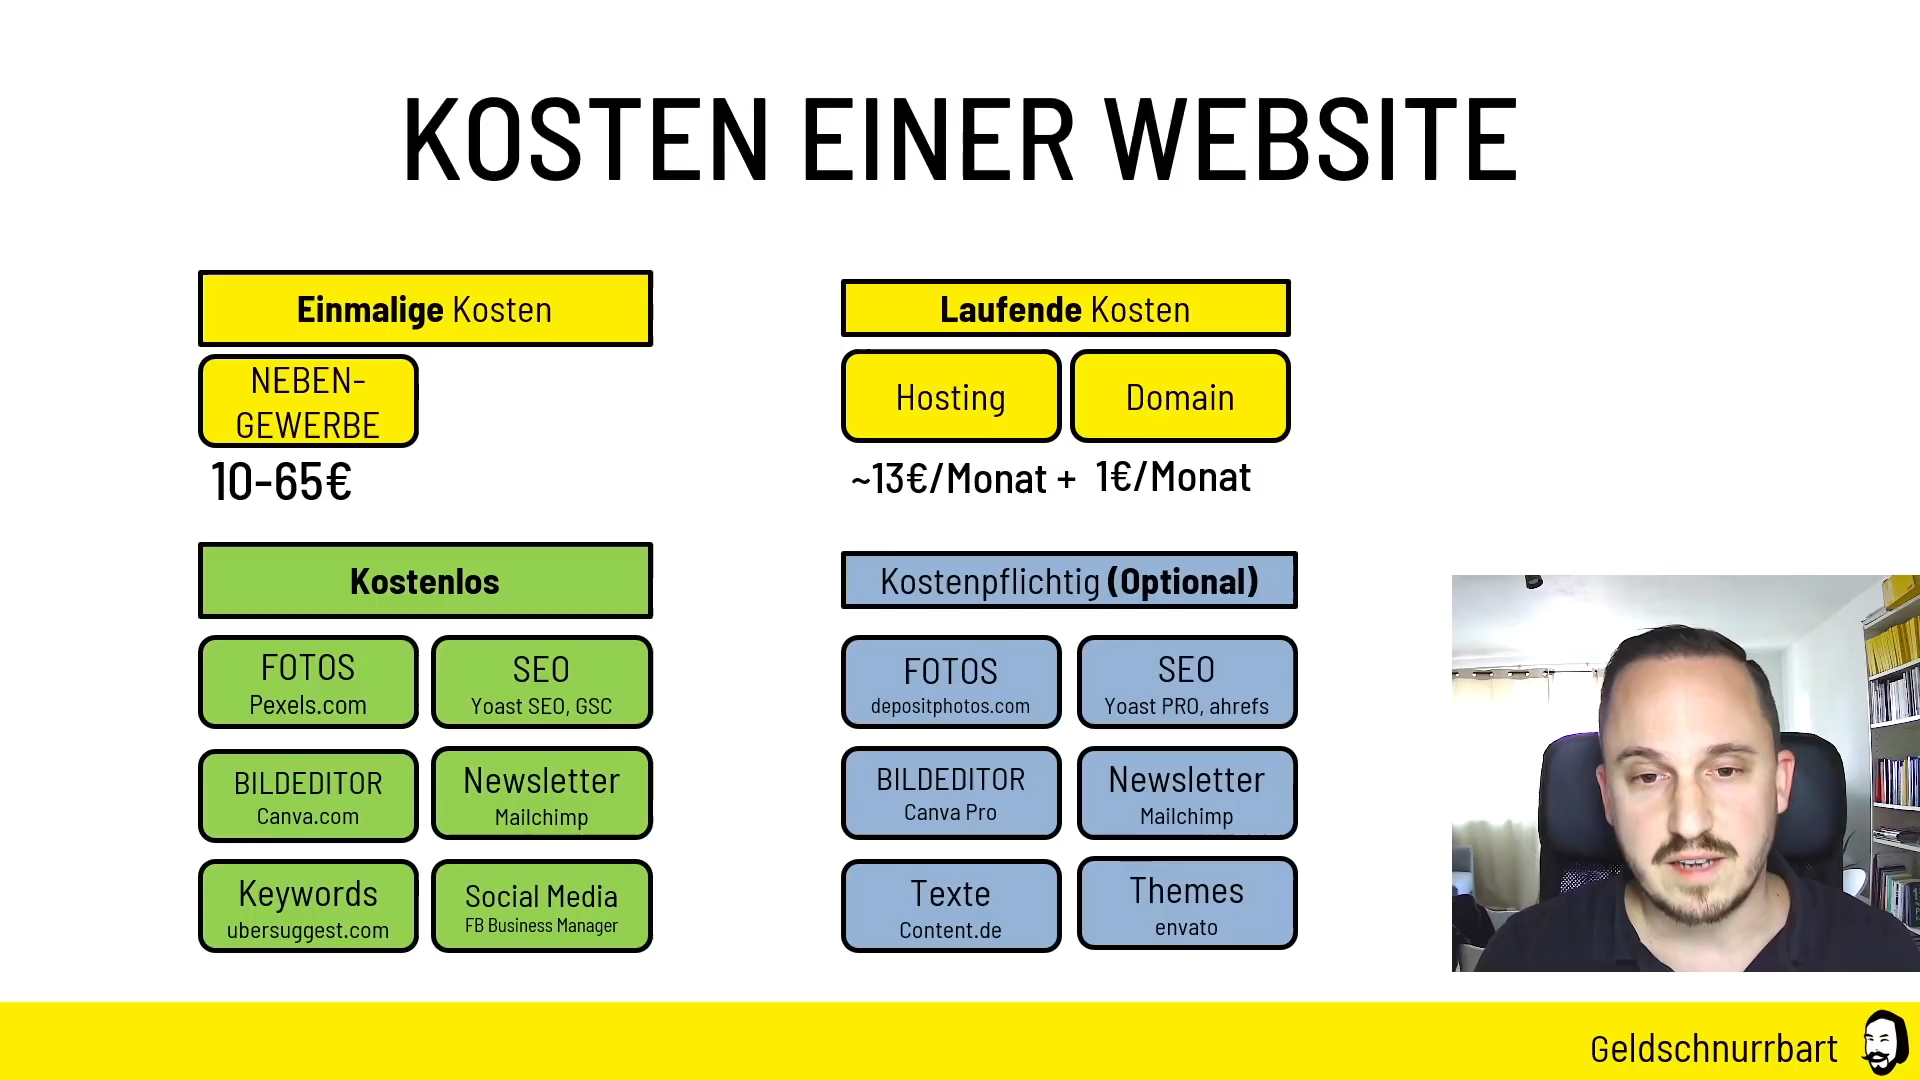 KOSTEN EINER WEBSITE
Einmalige Kosten
NEBEN-
GEWERBE
10-65€
Laufende Kosten
Hosting
Domain
~13€/Monat + 1€/Monat
Kostenlos
FOTOS
Pexels.com
SEO
Yoast SEO, GSC
BILDEDITOR
Canva.com
Newsletter
Mailchimp
Keywords
ubersuggest.com
Social Media
FB Business Manager
Kostenpflichtig (Optional)
FOTOS
depositphotos.com
SEO
Yoast PRO, ahrefs
BILDEDITOR
Canva Pro
Newsletter
Mailchimp
Texte
Content.de
Themes
envato
Geldschnurrbart